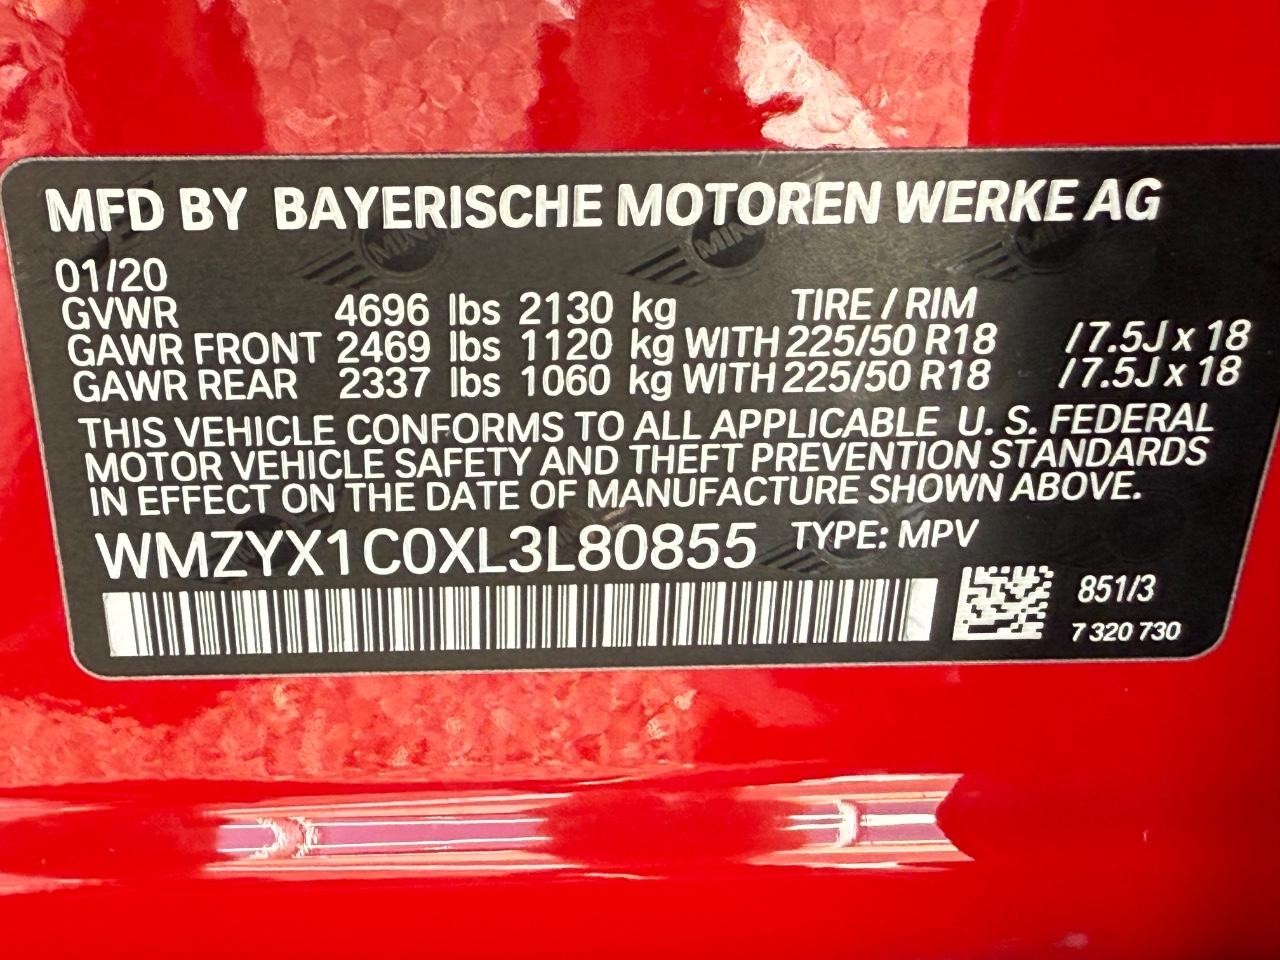 MFD BY BAYERISCHE MOTOREN WERKE AG
01/20
GVWR 4696 lbs 2130 kg TIRE / RIM
GAWR FRONT 2469 lbs 1120 kg WITH 225/50 R18 /7.5J x 18
GAWR REAR 2337 lbs 1060 kg WITH 225/50 R18 /7.5J x 18
THIS VEHICLE CONFORMS TO ALL APPLICABLE U. S. FEDERAL
MOTOR VEHICLE SAFETY AND THEFT PREVENTION STANDARDS
IN EFFECT ON THE DATE OF MANUFACTURE SHOWN ABOVE.
WMZYX1C0XL3L80855 TYPE: MPV
851/3
7 320 730